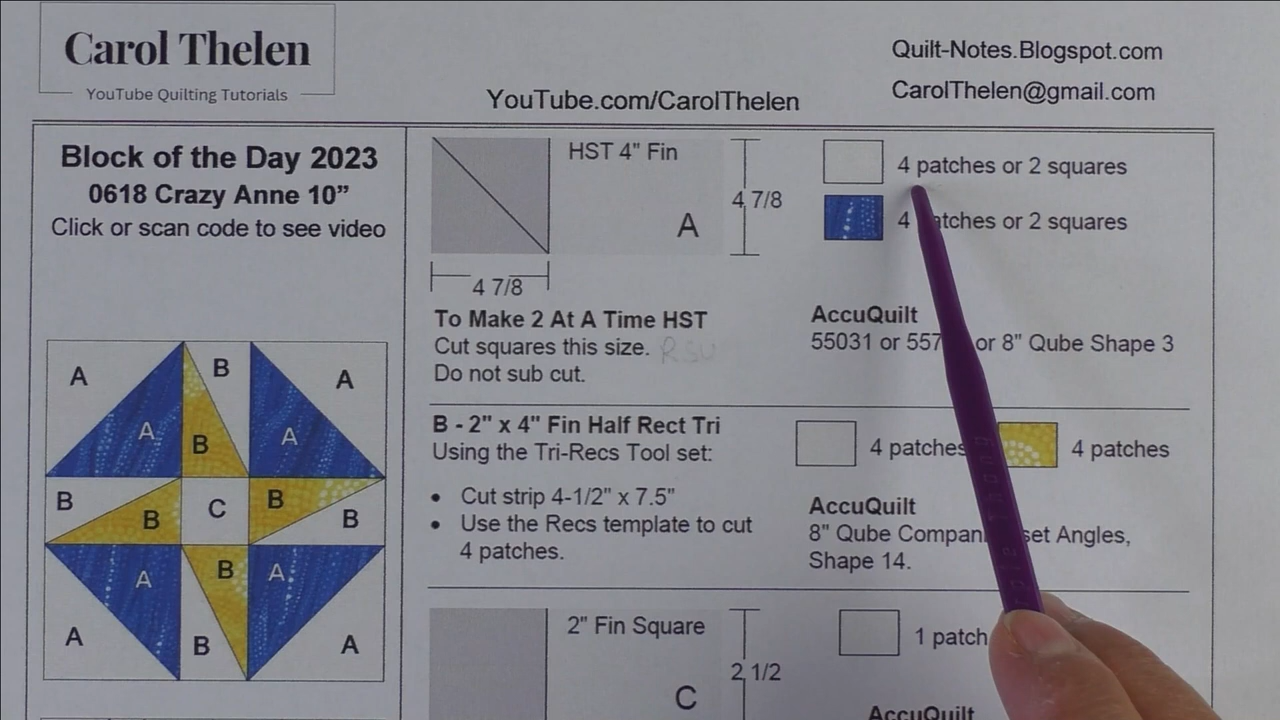 Carol Thelen
YouTube Quilting Tutorials
YouTube.com/CarolThelen
Quilt-Notes.Blogspot.com
CarolThelen@gmail.com
Block of the Day 2023
0618 Crazy Anne 10”
Click or scan code to see video
A
B
A
A
B
A
B
B
C
B
B
A
B
A
A
B
A
HST 4" Fin
A
4 7/8
4 7/8
4 patches or 2 squares
4 patches or 2 squares
To Make 2 At A Time HST
Cut squares this size. RSU
Do not sub cut.
AccuQuilt
55031 or 557 or 8" Qube Shape 3
B - 2" x 4" Fin Half Rect Tri
Using the Tri-Recs Tool set:
• Cut strip 4-1/2" x 7.5"
• Use the Recs template to cut
4 patches.
4 patches
4 patches
AccuQuilt
8" Qube Compani set Angles,
Shape 14.
2" Fin Square
C
2 1/2
1 patch
AccuQuilt